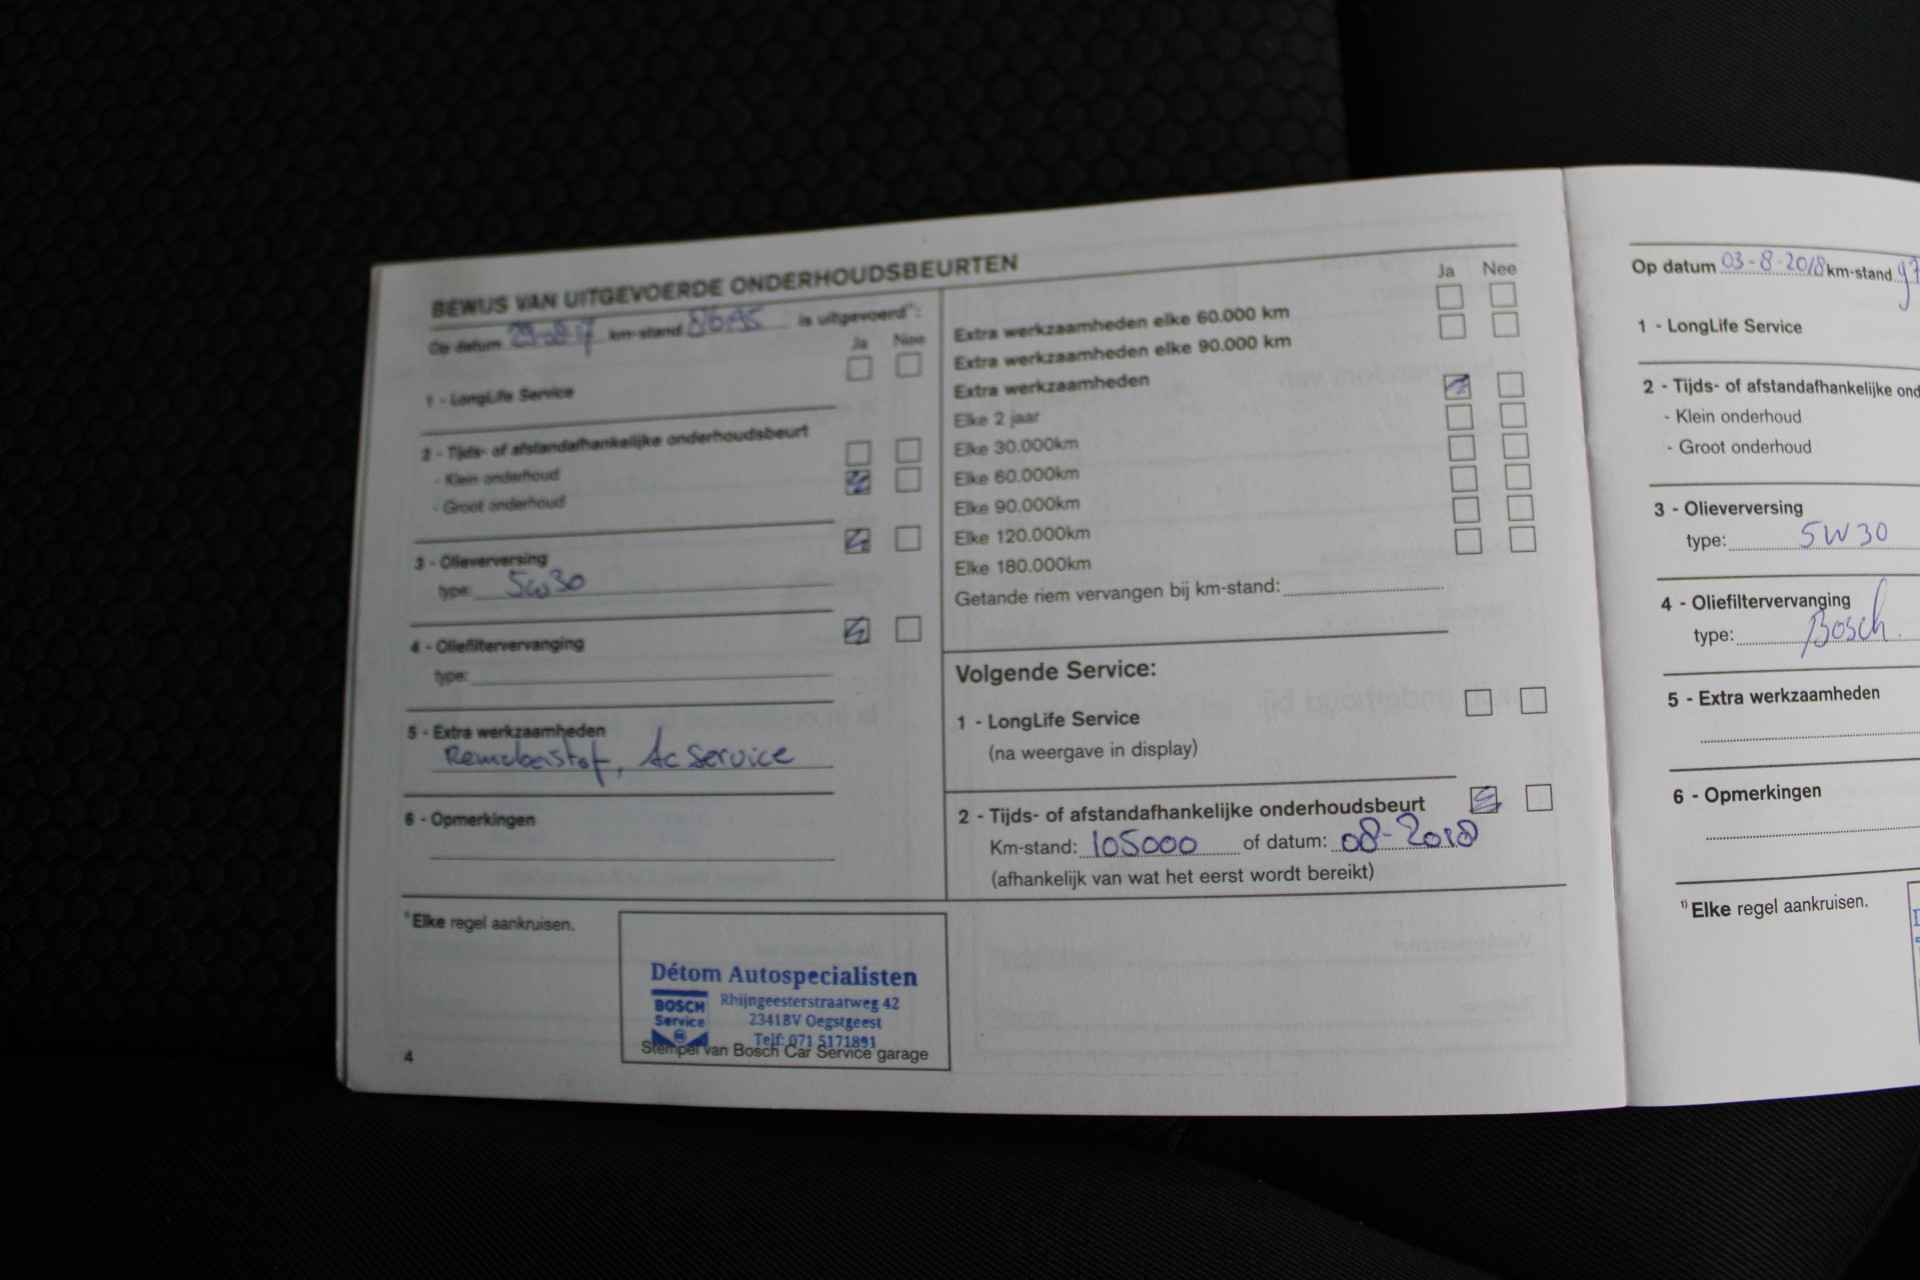 BEWIJS VAN UITGEVOERDE ONDERHOUDSBEURTEN
Op datum km-stand is uitgevoerd¹⁾:
Ja Nee
1 - LongLife Service
2 - Tijds- of afstandafhankelijke onderhoudsbeurt
- Klein onderhoud
- Groot onderhoud
3 - Olieverversing
type: 5W30
4 - Oliefiltervervanging
type:
5 - Extra werkzaamheden
Remvloeistof, Ac Service
6 - Opmerkingen
Ja Nee
Extra werkzaamheden elke 60.000 km
Extra werkzaamheden elke 90.000 km
Extra werkzaamheden
Elke 2 jaar
Elke 30.000km
Elke 60.000km
Elke 90.000km
Elke 120.000km
Elke 180.000km
Getande riem vervangen bij km-stand:
Volgende Service:
1 - LongLife Service
(na weergave in display)
2 - Tijds- of afstandafhankelijke onderhoudsbeurt
Km-stand: 105000 of datum: 08-2018
(afhankelijk van wat het eerst wordt bereikt)
¹⁾Elke regel aankruisen.
Détom Autospecialisten
BOSCH
Service
Rhijngeesterstraatweg 42
2341BV Oegstgeest
Telf: 071 5171891
Stempel van Bosch Car Service garage
4
Op datum 03-8-2018 km-stand 97
1 - LongLife Service
2 - Tijds- of afstandafhankelijke ond
- Klein onderhoud
- Groot onderhoud
3 - Olieverversing
type: 5W30
4 - Oliefiltervervanging
type: Bosch
5 - Extra werkzaamheden
6 - Opmerkingen
¹⁾Elke regel aankruisen.